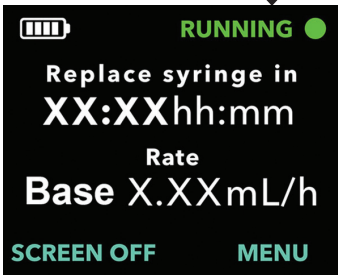 RUNNING
Replace syringe in
XX:XXhh:mm
Rate
Base X.XXmL/h
SCREEN OFF MENU